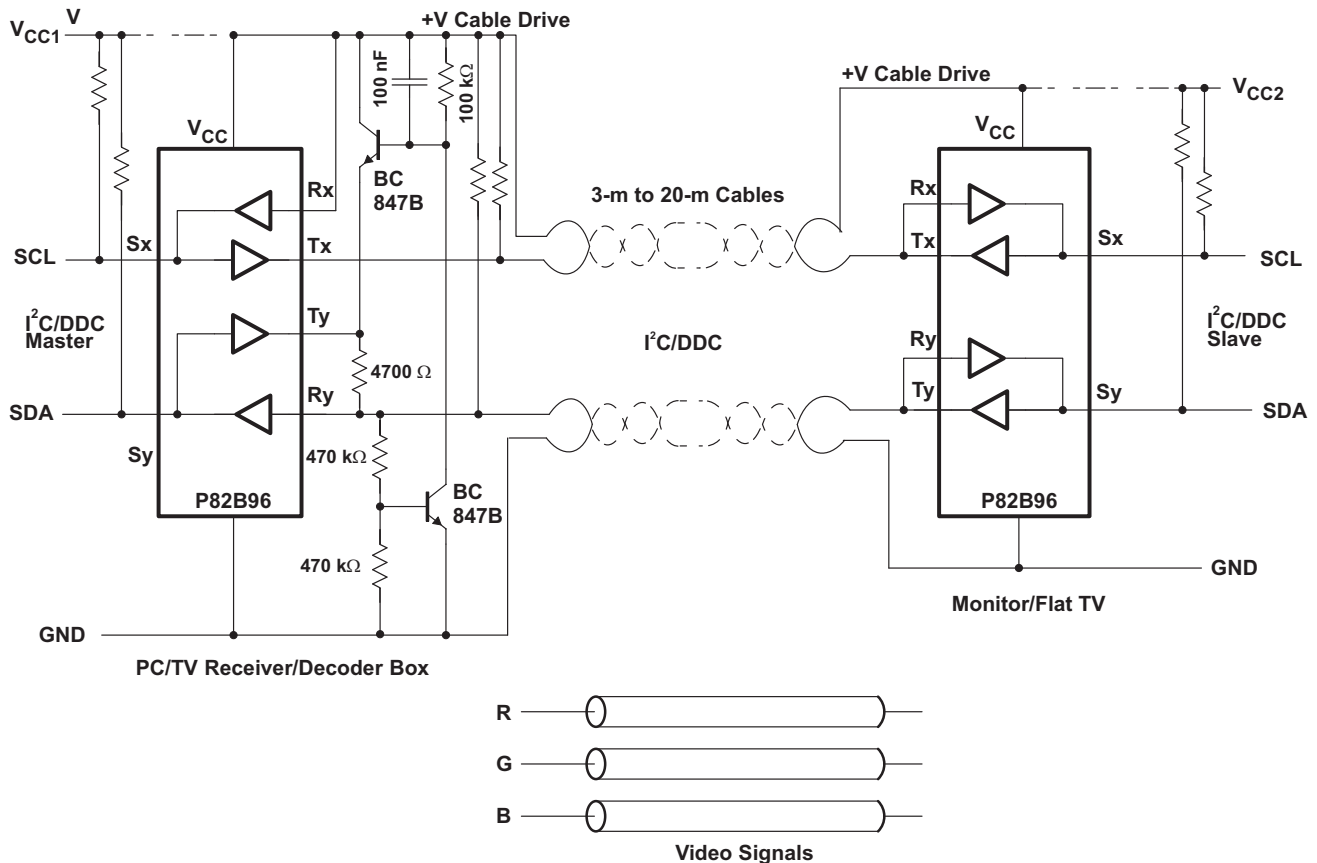 V
VCC1
+V Cable Drive
100 nF
100 kΩ
+V Cable Drive
VCC2
VCC
VCC
BC
847B
Rx
3-m to 20-m Cables
Rx
Sx
Tx
Tx
Sx
SCL
SCL
I²C/DDC
Master
Ty
I²C/DDC
I²C/DDC
Slave
4700 Ω
Ry
Ry
Ty
Sy
SDA
SDA
Sy
470 kΩ
BC
847B
P82B96
P82B96
470 kΩ
GND
Monitor/Flat TV
GND
PC/TV Receiver/Decoder Box
R
G
B
Video Signals